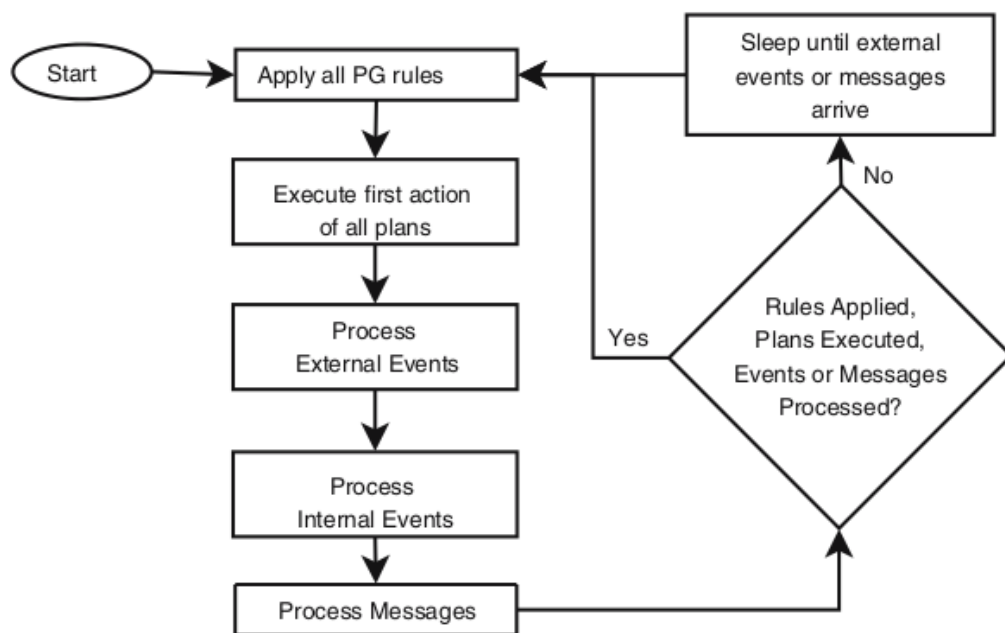 Start
Apply all PG rules
Execute first action
of all plans
Process
External Events
Process
Internal Events
Process Messages
Rules Applied,
Plans Executed,
Events or Messages
Processed?
Yes
No
Sleep until external
events or messages
arrive